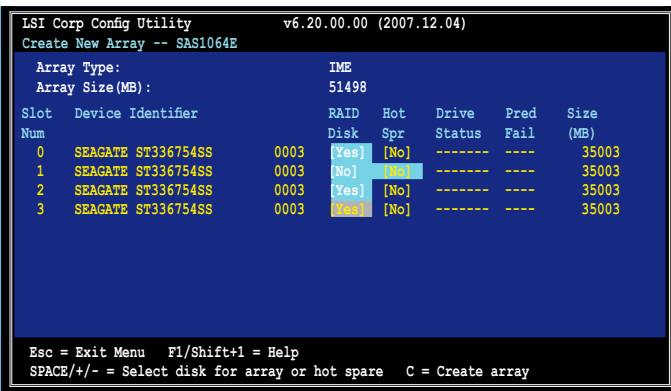 LSI Corp Config Utility v6.20.00.00 (2007.12.04)
Create New Array -- SAS1064E
Array Type: IME
Array Size(MB): 51498
Slot Device Identifier RAID Hot Drive Pred Size
Num Disk Spr Status Fail (MB)
0 SEAGATE ST336754SS 0003 [Yes] [No] ------- ---- 35003
1 SEAGATE ST336754SS 0003 [No] [No] ------- ---- 35003
2 SEAGATE ST336754SS 0003 [Yes] [No] ------- ---- 35003
3 SEAGATE ST336754SS 0003 [Yes] [No] ------- ---- 35003
Esc = Exit Menu F1/Shift+1 = Help
SPACE/+/- = Select disk for array or hot spare C = Create array